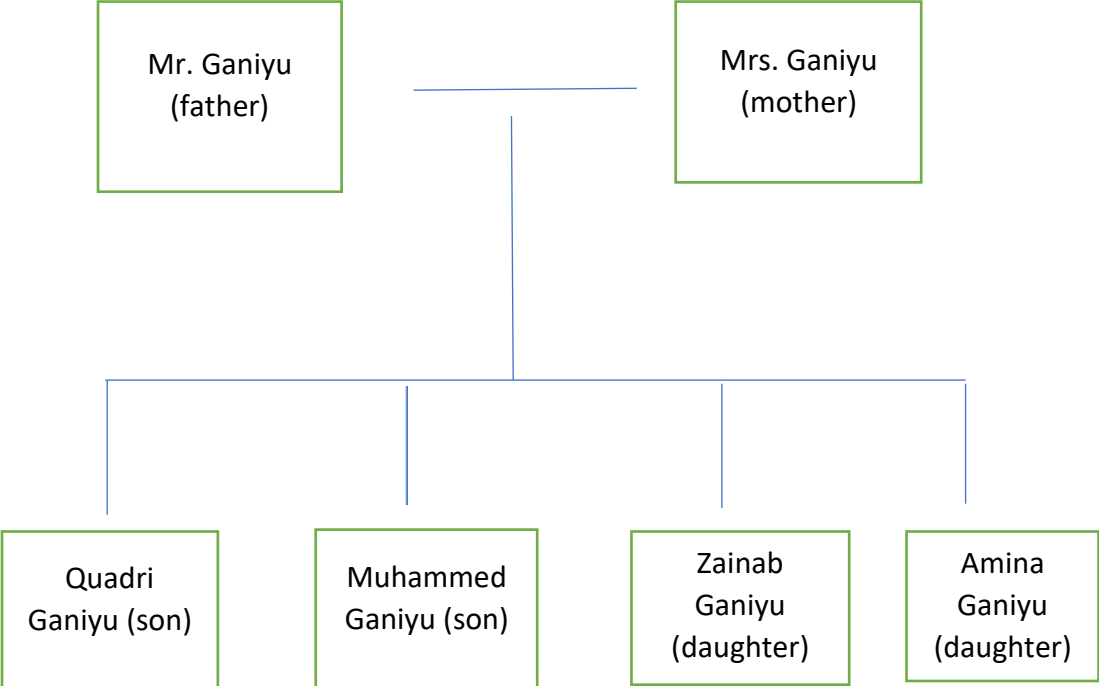 Mr. Ganiyu
(father)
Mrs. Ganiyu
(mother)
Quadri
Ganiyu (son)
Muhammed
Ganiyu (son)
Zainab
Ganiyu
(daughter)
Amina
Ganiyu
(daughter)